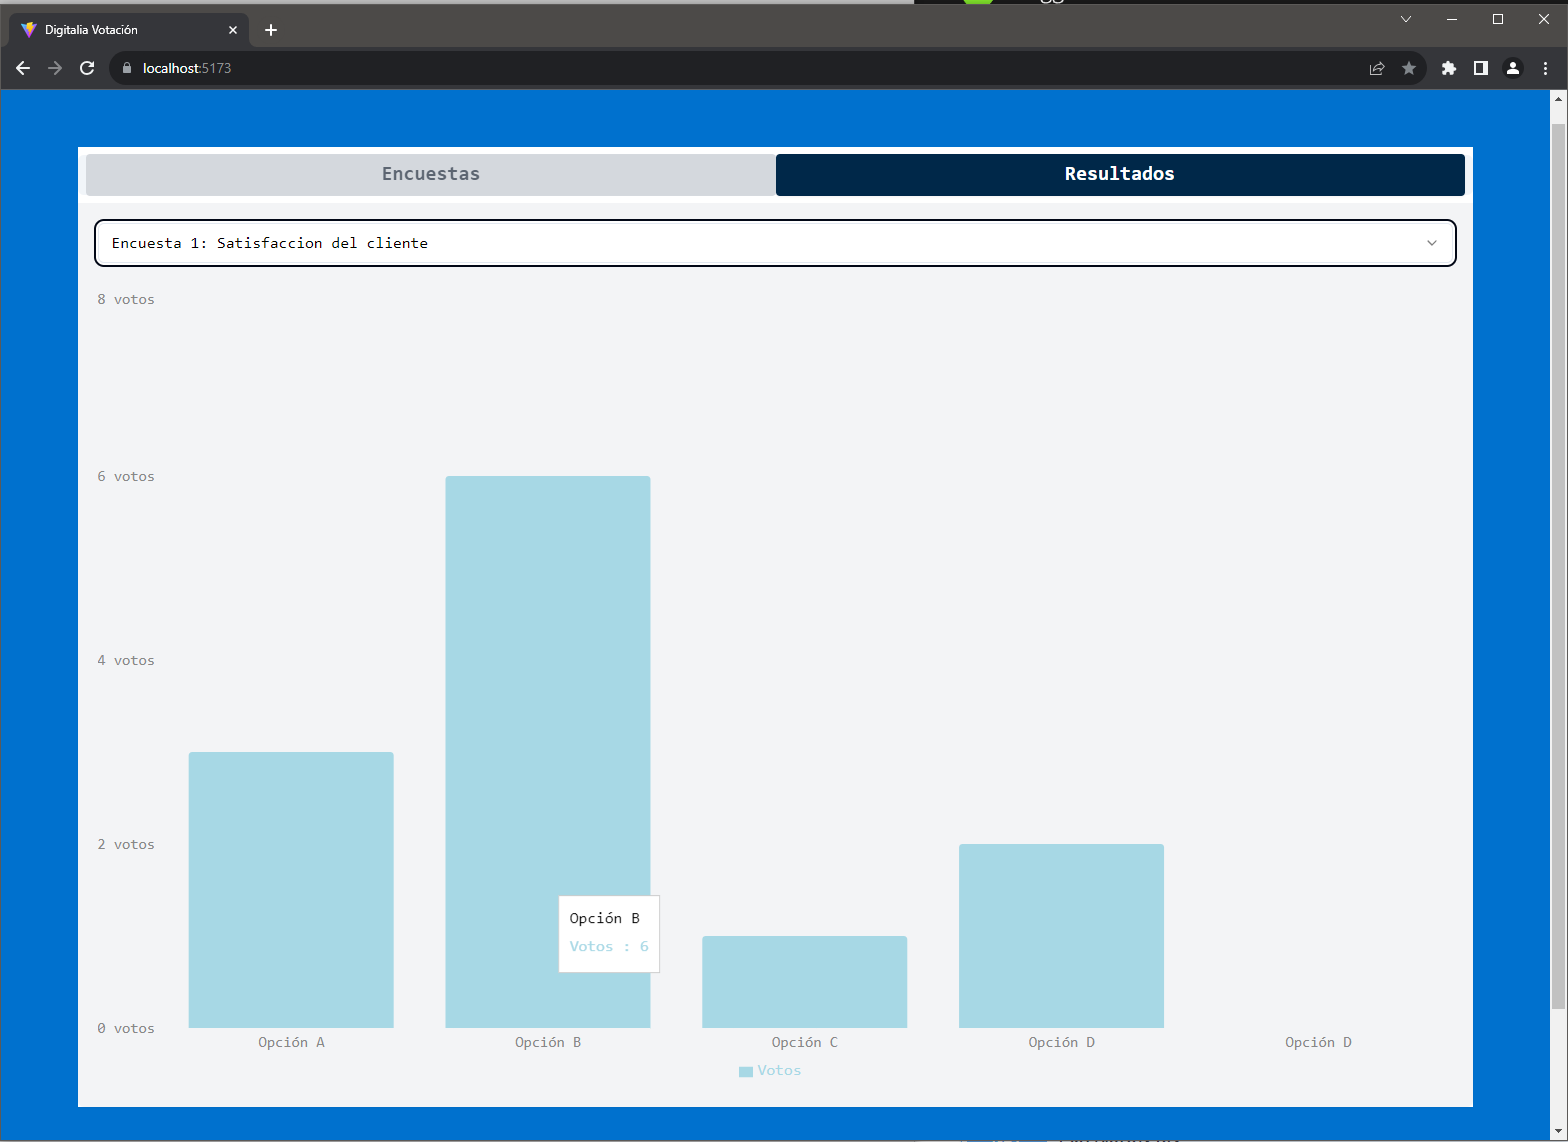 Digitalia Votación
localhost:5173
Encuestas
Resultados
Encuesta 1: Satisfaccion del cliente
8 votos
6 votos
4 votos
2 votos
0 votos
Opción B
Votos : 6
Opción A
Opción B
Opción C
Opción D
Opción D
Votos